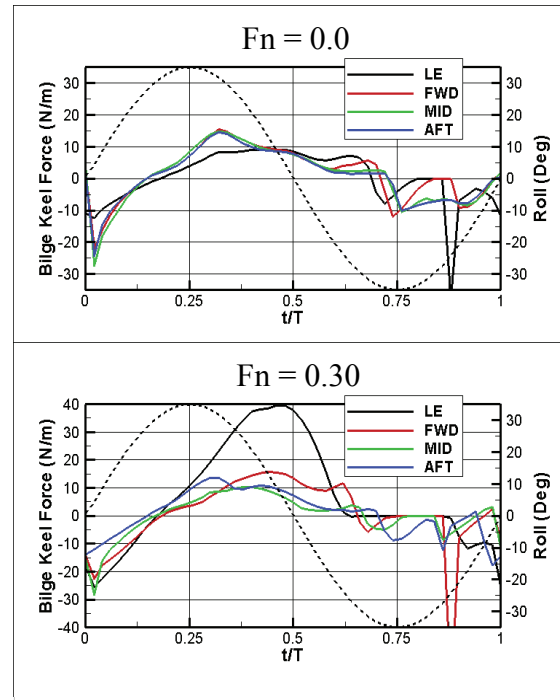 Fn = 0.0
Bilge Keel Force (N/m)
30
20
10
0
-10
-20
-30
LE
FWD
MID
AFT
30
20
10
0
-10
-20
-30
Roll (Deg)
0 0.25 0.5 0.75 1
t/T
Fn = 0.30
Bilge Keel Force (N/m)
40
30
20
10
0
-10
-20
-30
-40
LE
FWD
MID
AFT
30
20
10
0
-10
-20
-30
Roll (Deg)
0 0.25 0.5 0.75 1
t/T